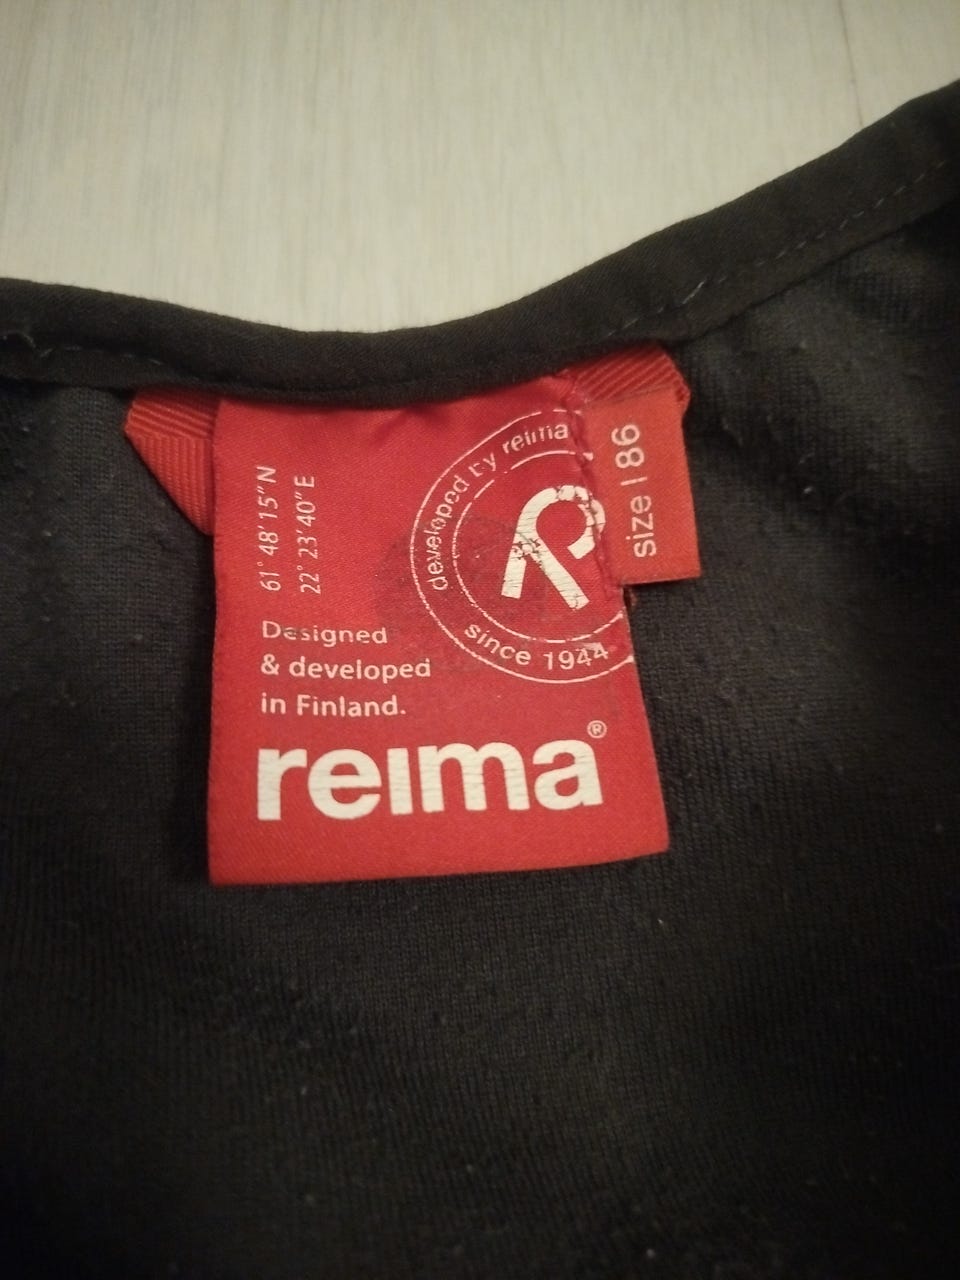 61° 48' 15" N
22° 23' 40" E
developed by reima
since 1944
size | 86
Designed
& developed
in Finland.
reima®